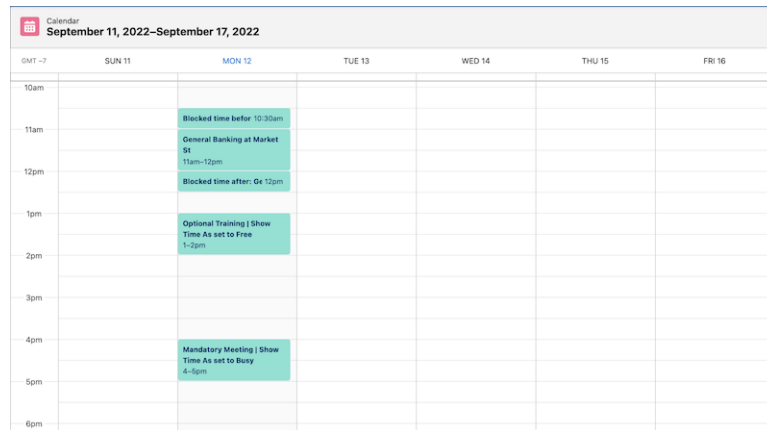 Calendar
September 11, 2022–September 17, 2022
GMT −7
SUN 11
MON 12
TUE 13
WED 14
THU 15
FRI 16
10am
Blocked time befor 10:30am
11am
General Banking at Market
St
11am–12pm
12pm
Blocked time after: Ge 12pm
1pm
Optional Training | Show
Time As set to Free
1–2pm
2pm
3pm
4pm
Mandatory Meeting | Show
Time As set to Busy
4–5pm
5pm
6pm